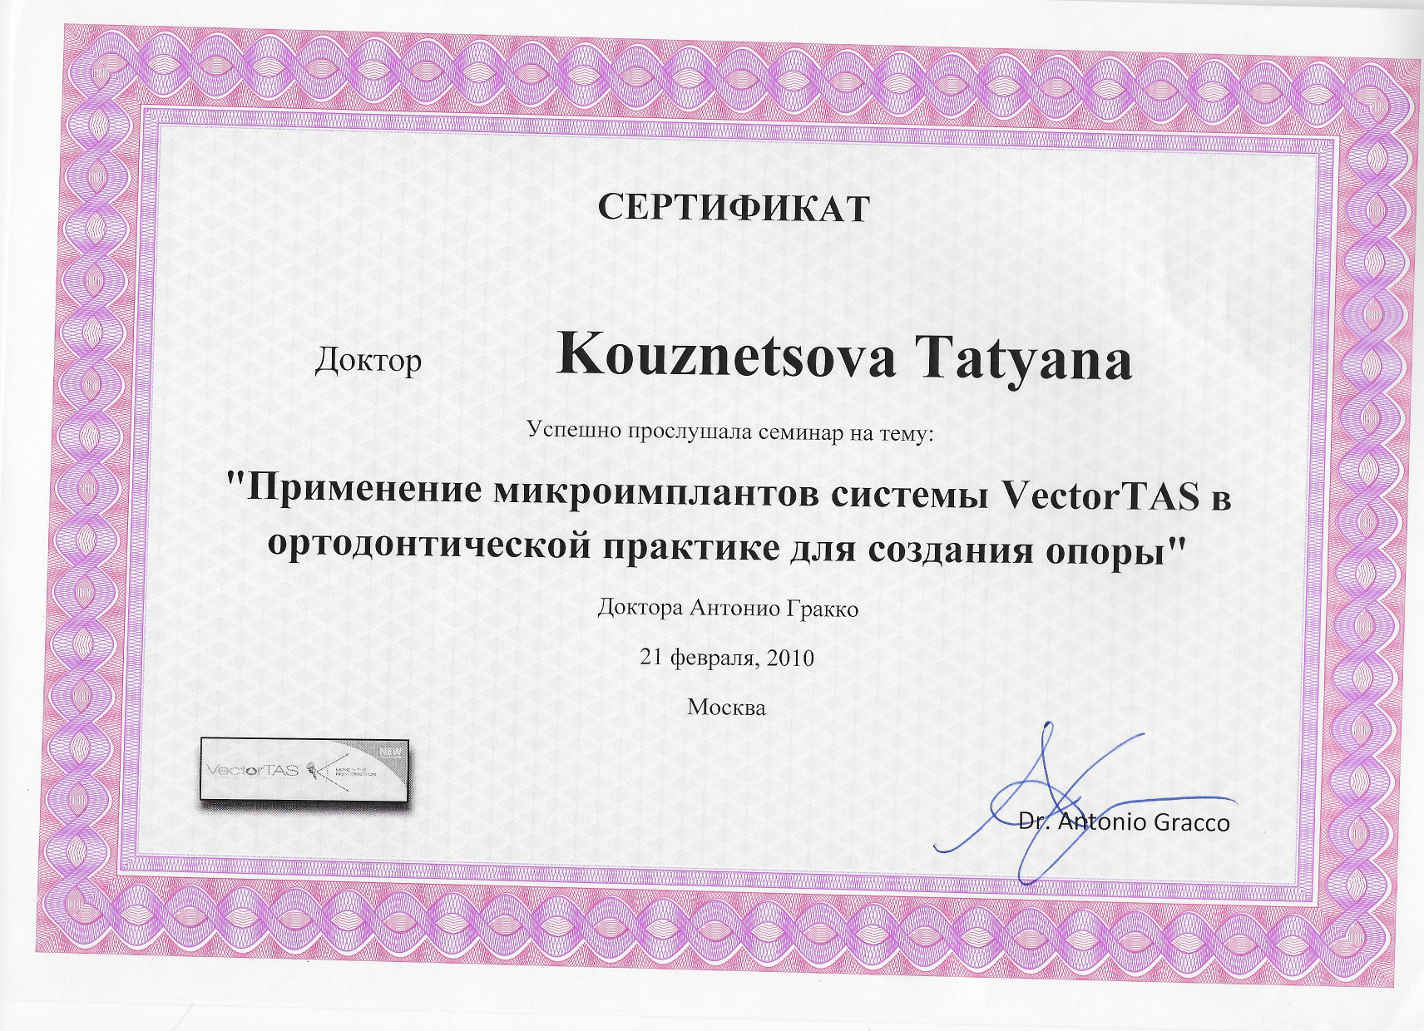 СЕРТИФИКАТ
Доктор Kouznetsova Tatyana
Успешно прослушала семинар на тему:
"Применение микроимплантов системы VectorTAS в
ортодонтической практике для создания опоры"
Доктора Антонио Гракко
21 февраля, 2010
Москва
NEW
VectorTAS
Dr. Antonio Gracco